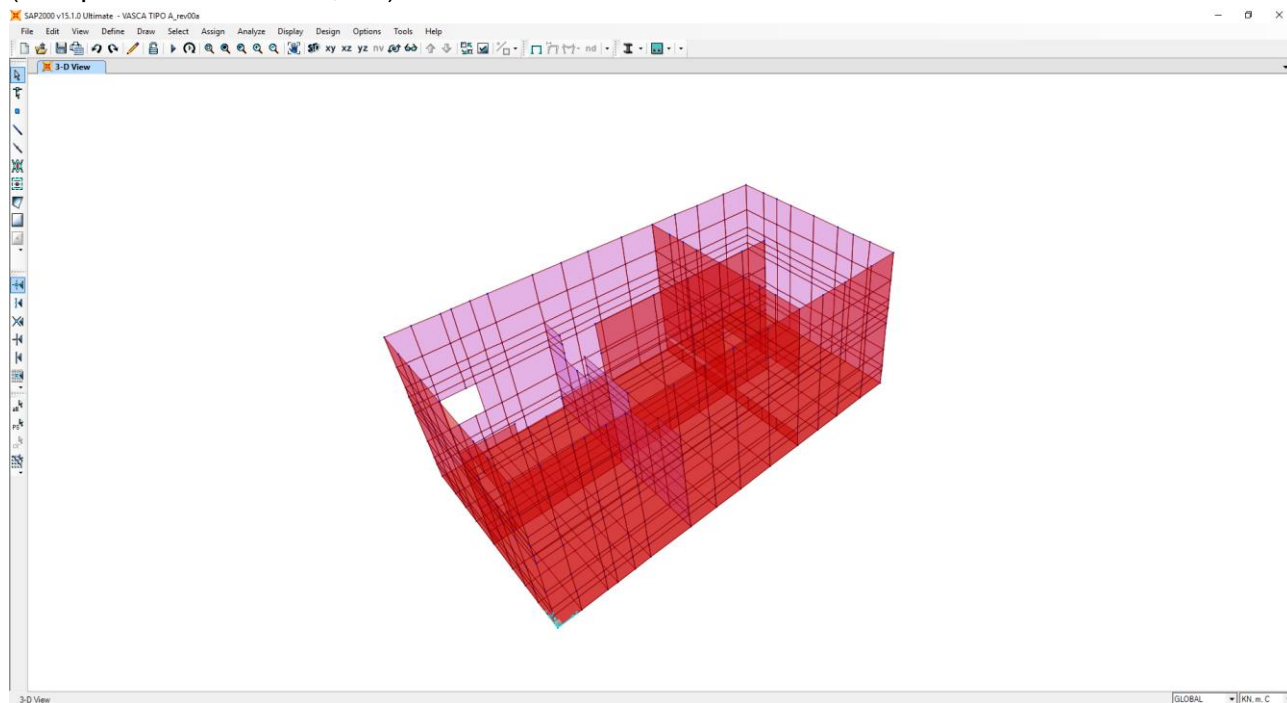 SAP2000 v15.1.0 Ultimate - VASCA TIPO A_rev00a
File Edit View Define Draw Select Assign Analyze Display Design Options Tools Help
xy xz yz nv nd
3-D View
3-D View GLOBAL KN, m, C